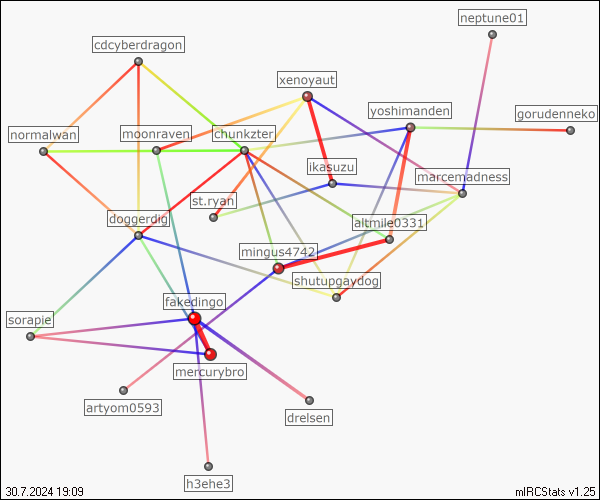 neptune01
cdcyberdragon
xenoyaut
yoshimanden
gorudenneko
normalwan
moonraven
chunkzter
ikasuzu
marcemadness
st.ryan
doggerdig
altmile0331
mingus4742
shutupgaydog
fakedingo
sorapie
mercurybro
artyom0593
drelsen
h3ehe3
30.7.2024 19:09
mIRCStats v1.25